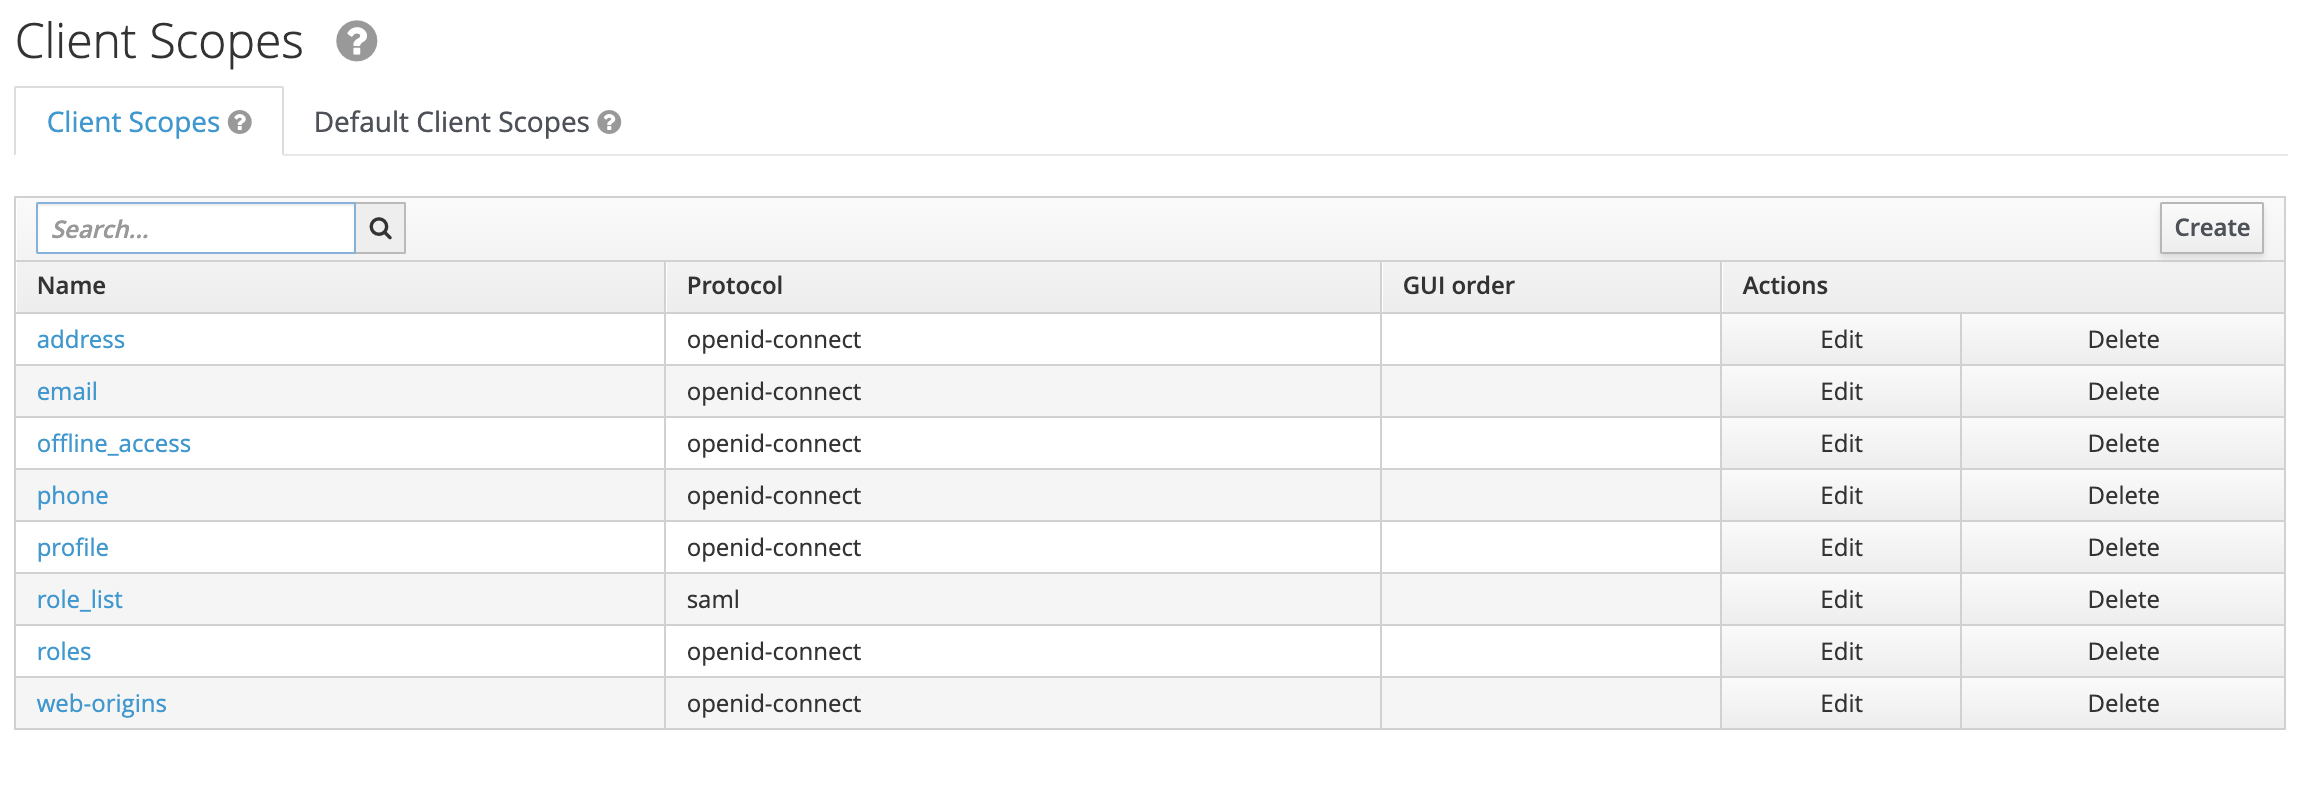 Client Scopes ?
Client Scopes ? Default Client Scopes ?
Search...
Create
Name Protocol GUI order Actions
address openid-connect Edit Delete
email openid-connect Edit Delete
offline_access openid-connect Edit Delete
phone openid-connect Edit Delete
profile openid-connect Edit Delete
role_list saml Edit Delete
roles openid-connect Edit Delete
web-origins openid-connect Edit Delete